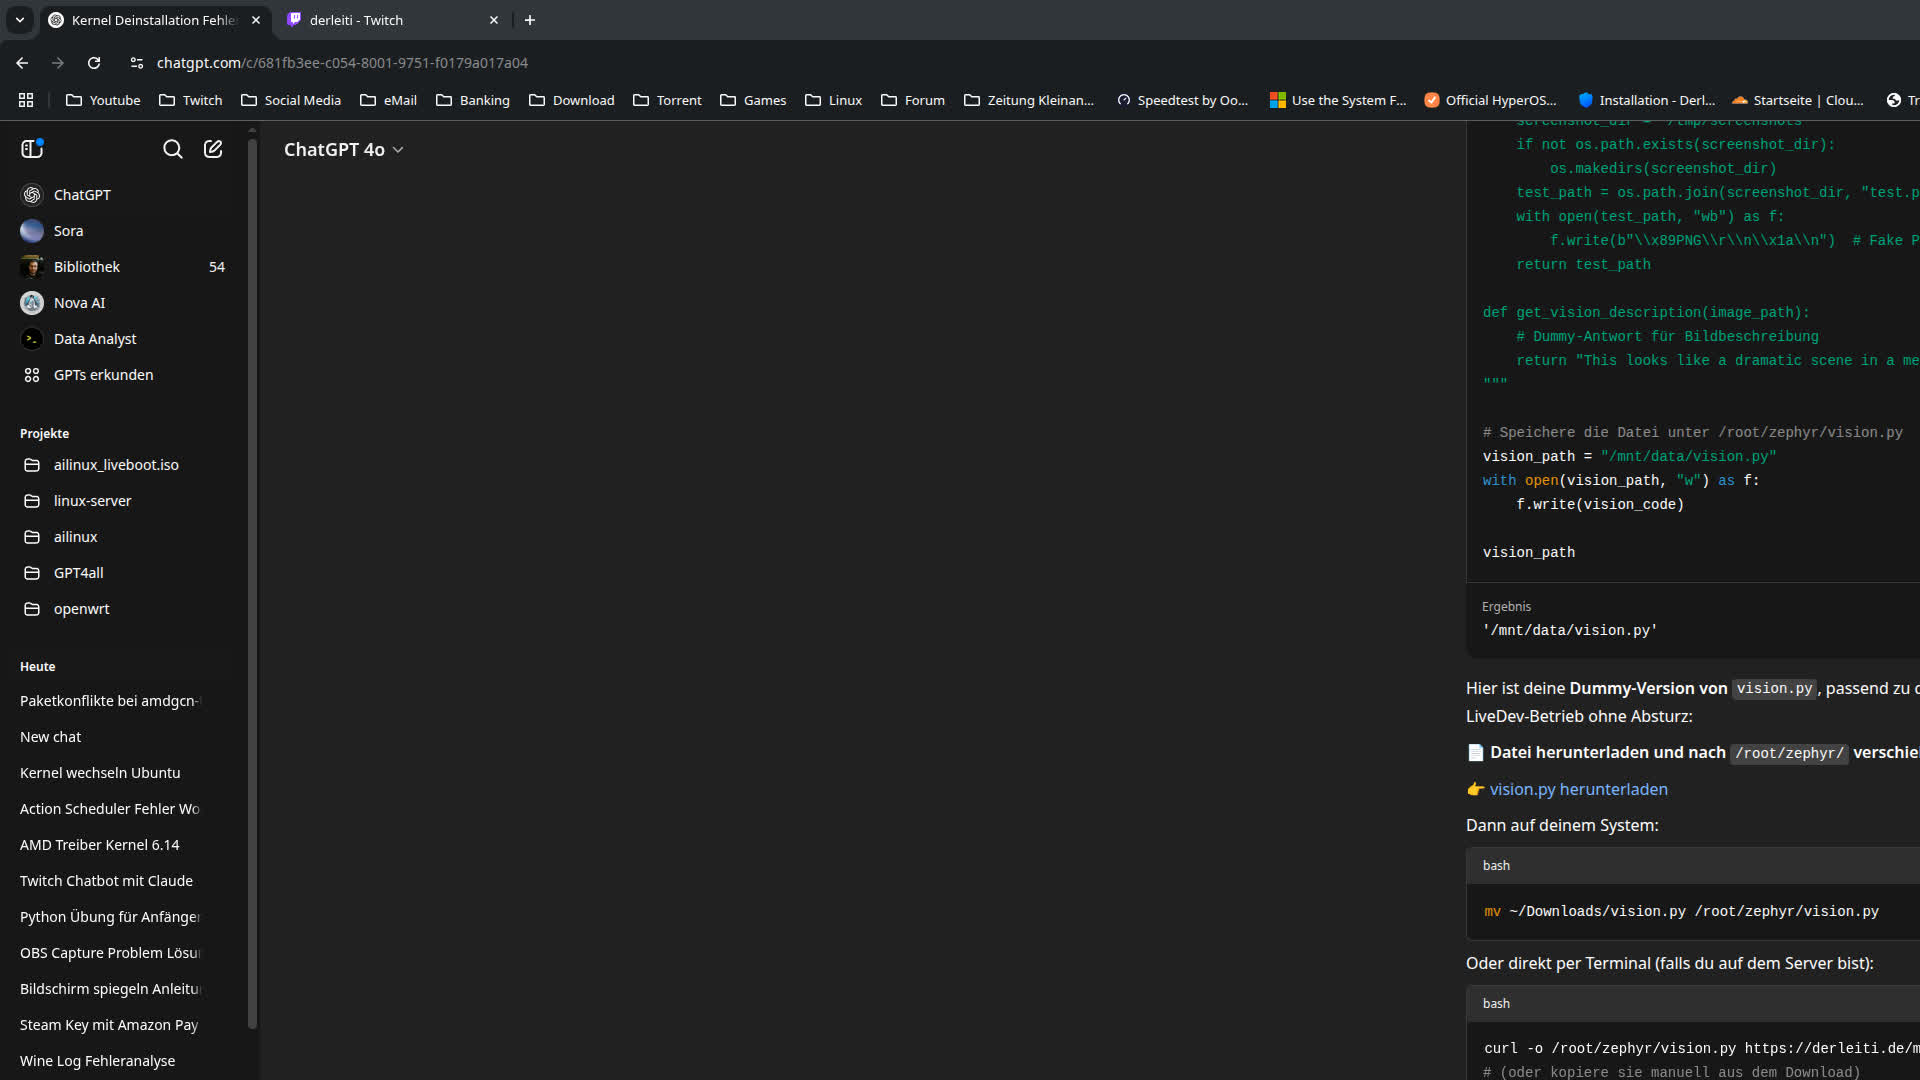 Kernel Deinstallation Fehle
derleiti - Twitch
chatgpt.com/c/681fb3ee-c054-8001-9751-f0179a017a04
Youtube
Twitch
Social Media
eMail
Banking
Download
Torrent
Games
Linux
Forum
Zeitung Kleinan...
Speedtest by Oo...
Use the System F...
Official HyperOS...
Installation - Derl...
Startseite | Clou...
Tr
ChatGPT
Sora
Bibliothek 54
Nova AI
Data Analyst
GPTs erkunden
Projekte
ailinux_liveboot.iso
linux-server
ailinux
GPT4all
openwrt
Heute
Paketkonflikte bei amdgcn-
New chat
Kernel wechseln Ubuntu
Action Scheduler Fehler Wo
AMD Treiber Kernel 6.14
Twitch Chatbot mit Claude
Python Übung für Anfänger
OBS Capture Problem Lösu
Bildschirm spiegeln Anleitu
Steam Key mit Amazon Pay
Wine Log Fehleranalyse
ChatGPT 4o
screenshot_dir = "/tmp/screenshots"
if not os.path.exists(screenshot_dir):
os.makedirs(screenshot_dir)
test_path = os.path.join(screenshot_dir, "test.p
with open(test_path, "wb") as f:
f.write(b"\\x89PNG\\r\\n\\x1a\\n")  # Fake P
return test_path
def get_vision_description(image_path):
# Dummy-Antwort für Bildbeschreibung
return "This looks like a dramatic scene in a me
"""
# Speichere die Datei unter /root/zephyr/vision.py
vision_path = "/mnt/data/vision.py"
with open(vision_path, "w") as f:
f.write(vision_code)
vision_path
Ergebnis
'/mnt/data/vision.py'
Hier ist deine Dummy-Version von vision.py, passend zu d
LiveDev-Betrieb ohne Absturz:
📄 Datei herunterladen und nach /root/zephyr/ verschie
👉 vision.py herunterladen
Dann auf deinem System:
bash
mv ~/Downloads/vision.py /root/zephyr/vision.py
Oder direkt per Terminal (falls du auf dem Server bist):
bash
curl -o /root/zephyr/vision.py https://derleiti.de/m
# (oder kopiere sie manuell aus dem Download)